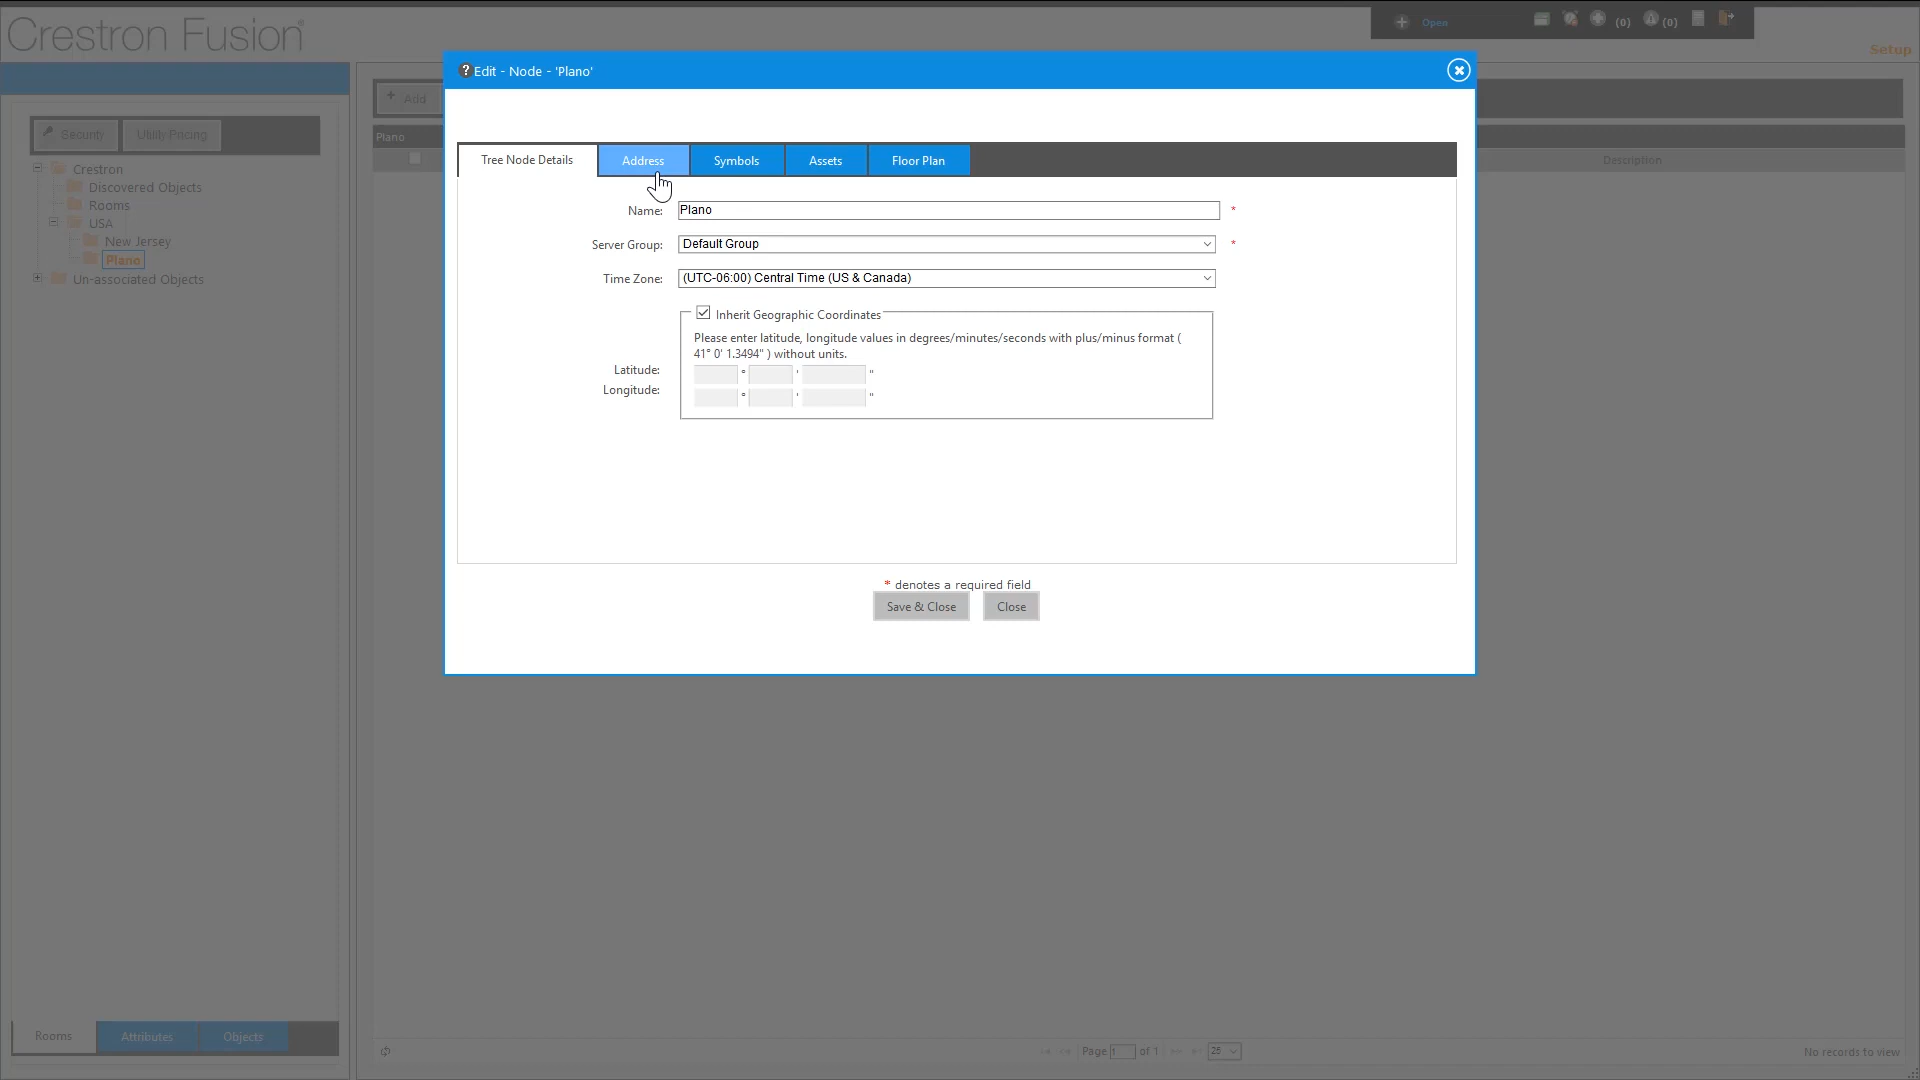 Crestron Fusion®
Open
(0)
(0)
Setup
? Edit - Node - 'Plano'
+ Add
Security
Utility Pricing
Plano
Description
Crestron
Discovered Objects
Rooms
USA
New Jersey
Plano
Un-associated Objects
Tree Node Details
Address
Symbols
Assets
Floor Plan
Name: Plano *
Server Group: Default Group *
Time Zone: (UTC-06:00) Central Time (US & Canada)
Inherit Geographic Coordinates
Please enter latitude, longitude values in degrees/minutes/seconds with plus/minus format (
41° 0' 1.3494" ) without units.
Latitude: ° ' "
Longitude: ° ' "
* denotes a required field
Save & Close
Close
Rooms
Attributes
Objects
Page 1 of 1
25
No records to view